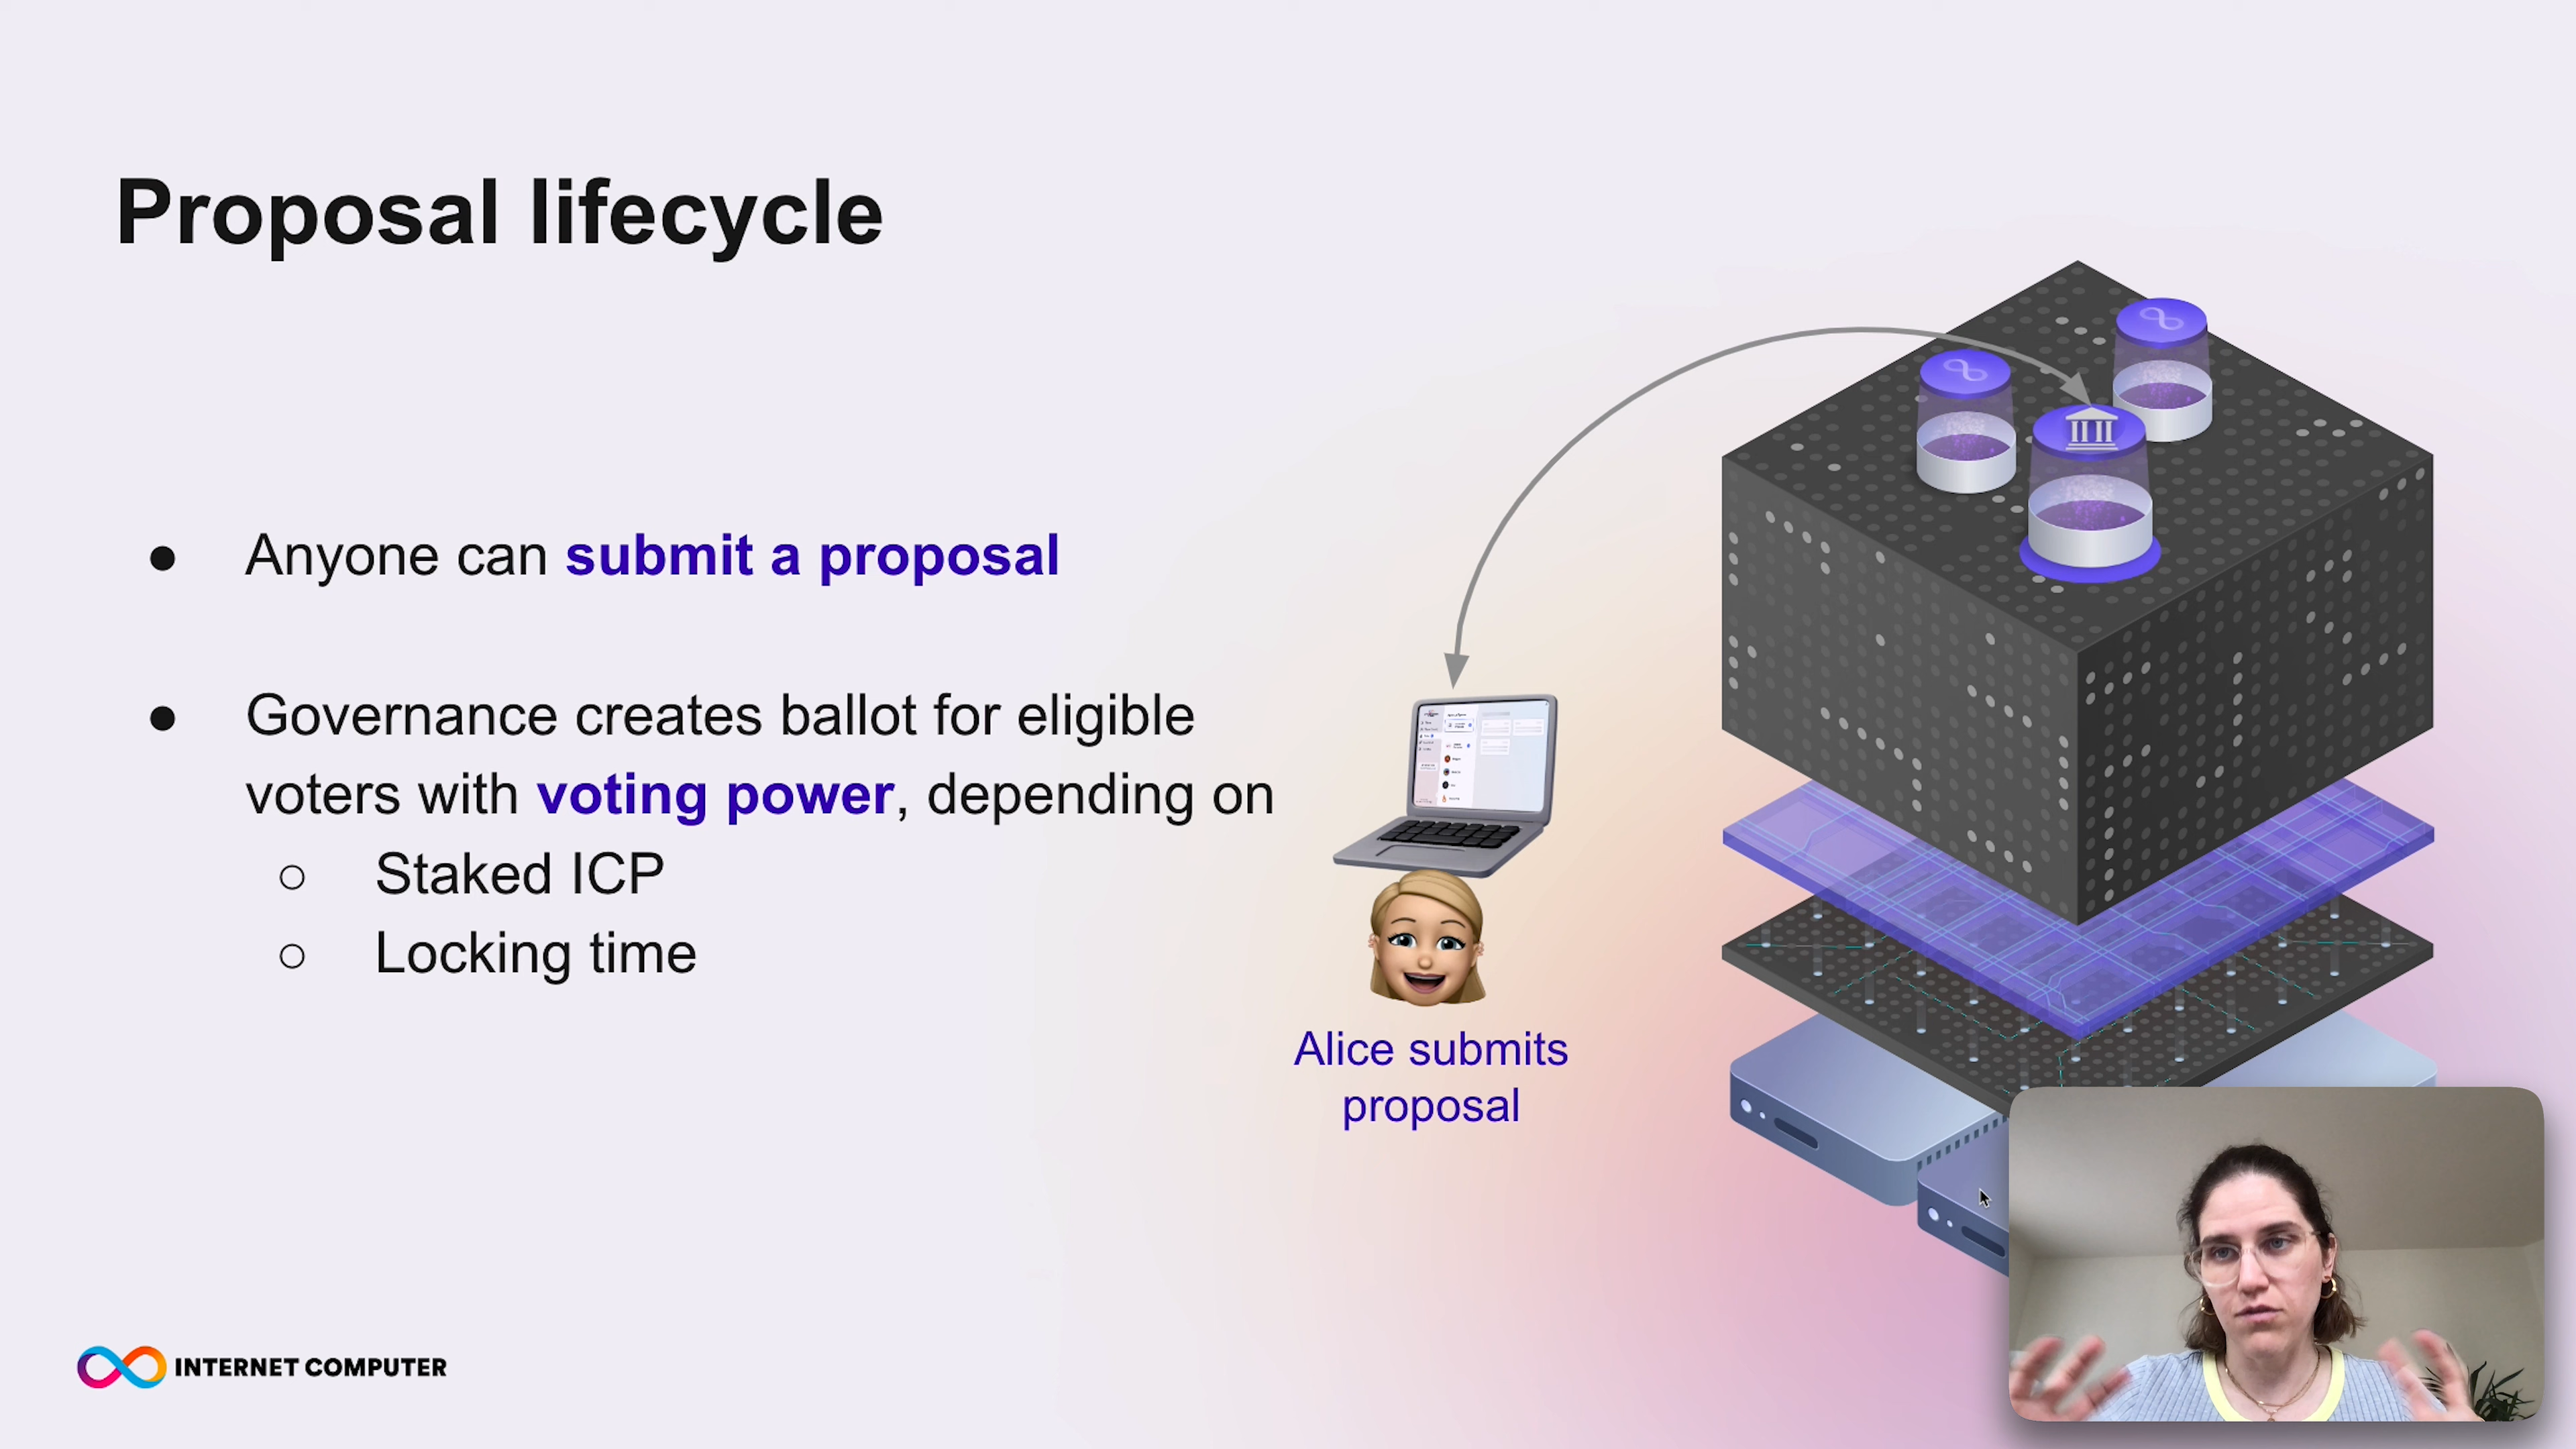 Proposal lifecycle
● Anyone can submit a proposal
● Governance creates ballot for eligible
voters with voting power, depending on
○ Staked ICP
○ Locking time
Alice submits
proposal
INTERNET COMPUTER